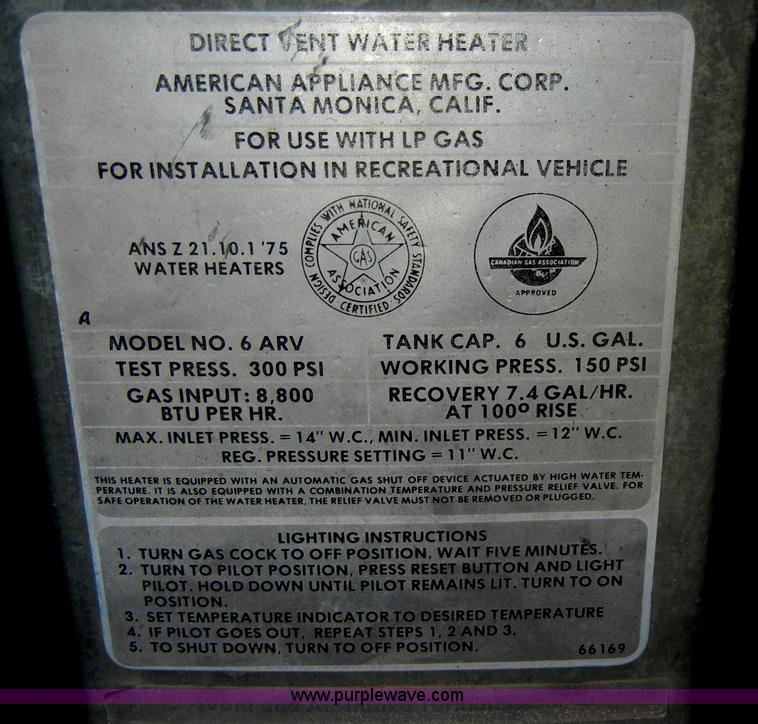 DIRECT VENT WATER HEATER
AMERICAN APPLIANCE MFG. CORP.
SANTA MONICA, CALIF.
FOR USE WITH LP GAS
FOR INSTALLATION IN RECREATIONAL VEHICLE
ANS Z 21.10.1 '75
WATER HEATERS
DESIGN COMPLIES WITH NATIONAL SAFETY STANDARDS
CERTIFIED
AMERICAN
GAS
ASSOCIATION
CANADIAN GAS ASSOCIATION
APPROVED
A
MODEL NO. 6 ARV
TANK CAP. 6 U.S. GAL.
TEST PRESS. 300 PSI
WORKING PRESS. 150 PSI
GAS INPUT: 8,800
BTU PER HR.
RECOVERY 7.4 GAL/HR.
AT 100º RISE
MAX. INLET PRESS. = 14" W.C., MIN. INLET PRESS. = 12" W.C.
REG. PRESSURE SETTING = 11" W.C.
THIS HEATER IS EQUIPPED WITH AN AUTOMATIC GAS SHUT OFF DEVICE ACTUATED BY HIGH WATER TEM-
PERATURE. IT IS ALSO EQUIPPED WITH A COMBINATION TEMPERATURE AND PRESSURE RELIEF VALVE. FOR
SAFE OPERATION OF THE WATER HEATER, THE RELIEF VALVE MUST NOT BE REMOVED OR PLUGGED.
LIGHTING INSTRUCTIONS
1. TURN GAS COCK TO OFF POSITION, WAIT FIVE MINUTES.
2. TURN TO PILOT POSITION, PRESS RESET BUTTON AND LIGHT
PILOT. HOLD DOWN UNTIL PILOT REMAINS LIT. TURN TO ON
POSITION.
3. SET TEMPERATURE INDICATOR TO DESIRED TEMPERATURE
4. IF PILOT GOES OUT, REPEAT STEPS 1, 2 AND 3.
5. TO SHUT DOWN, TURN TO OFF POSITION.
66169
www.purplewave.com